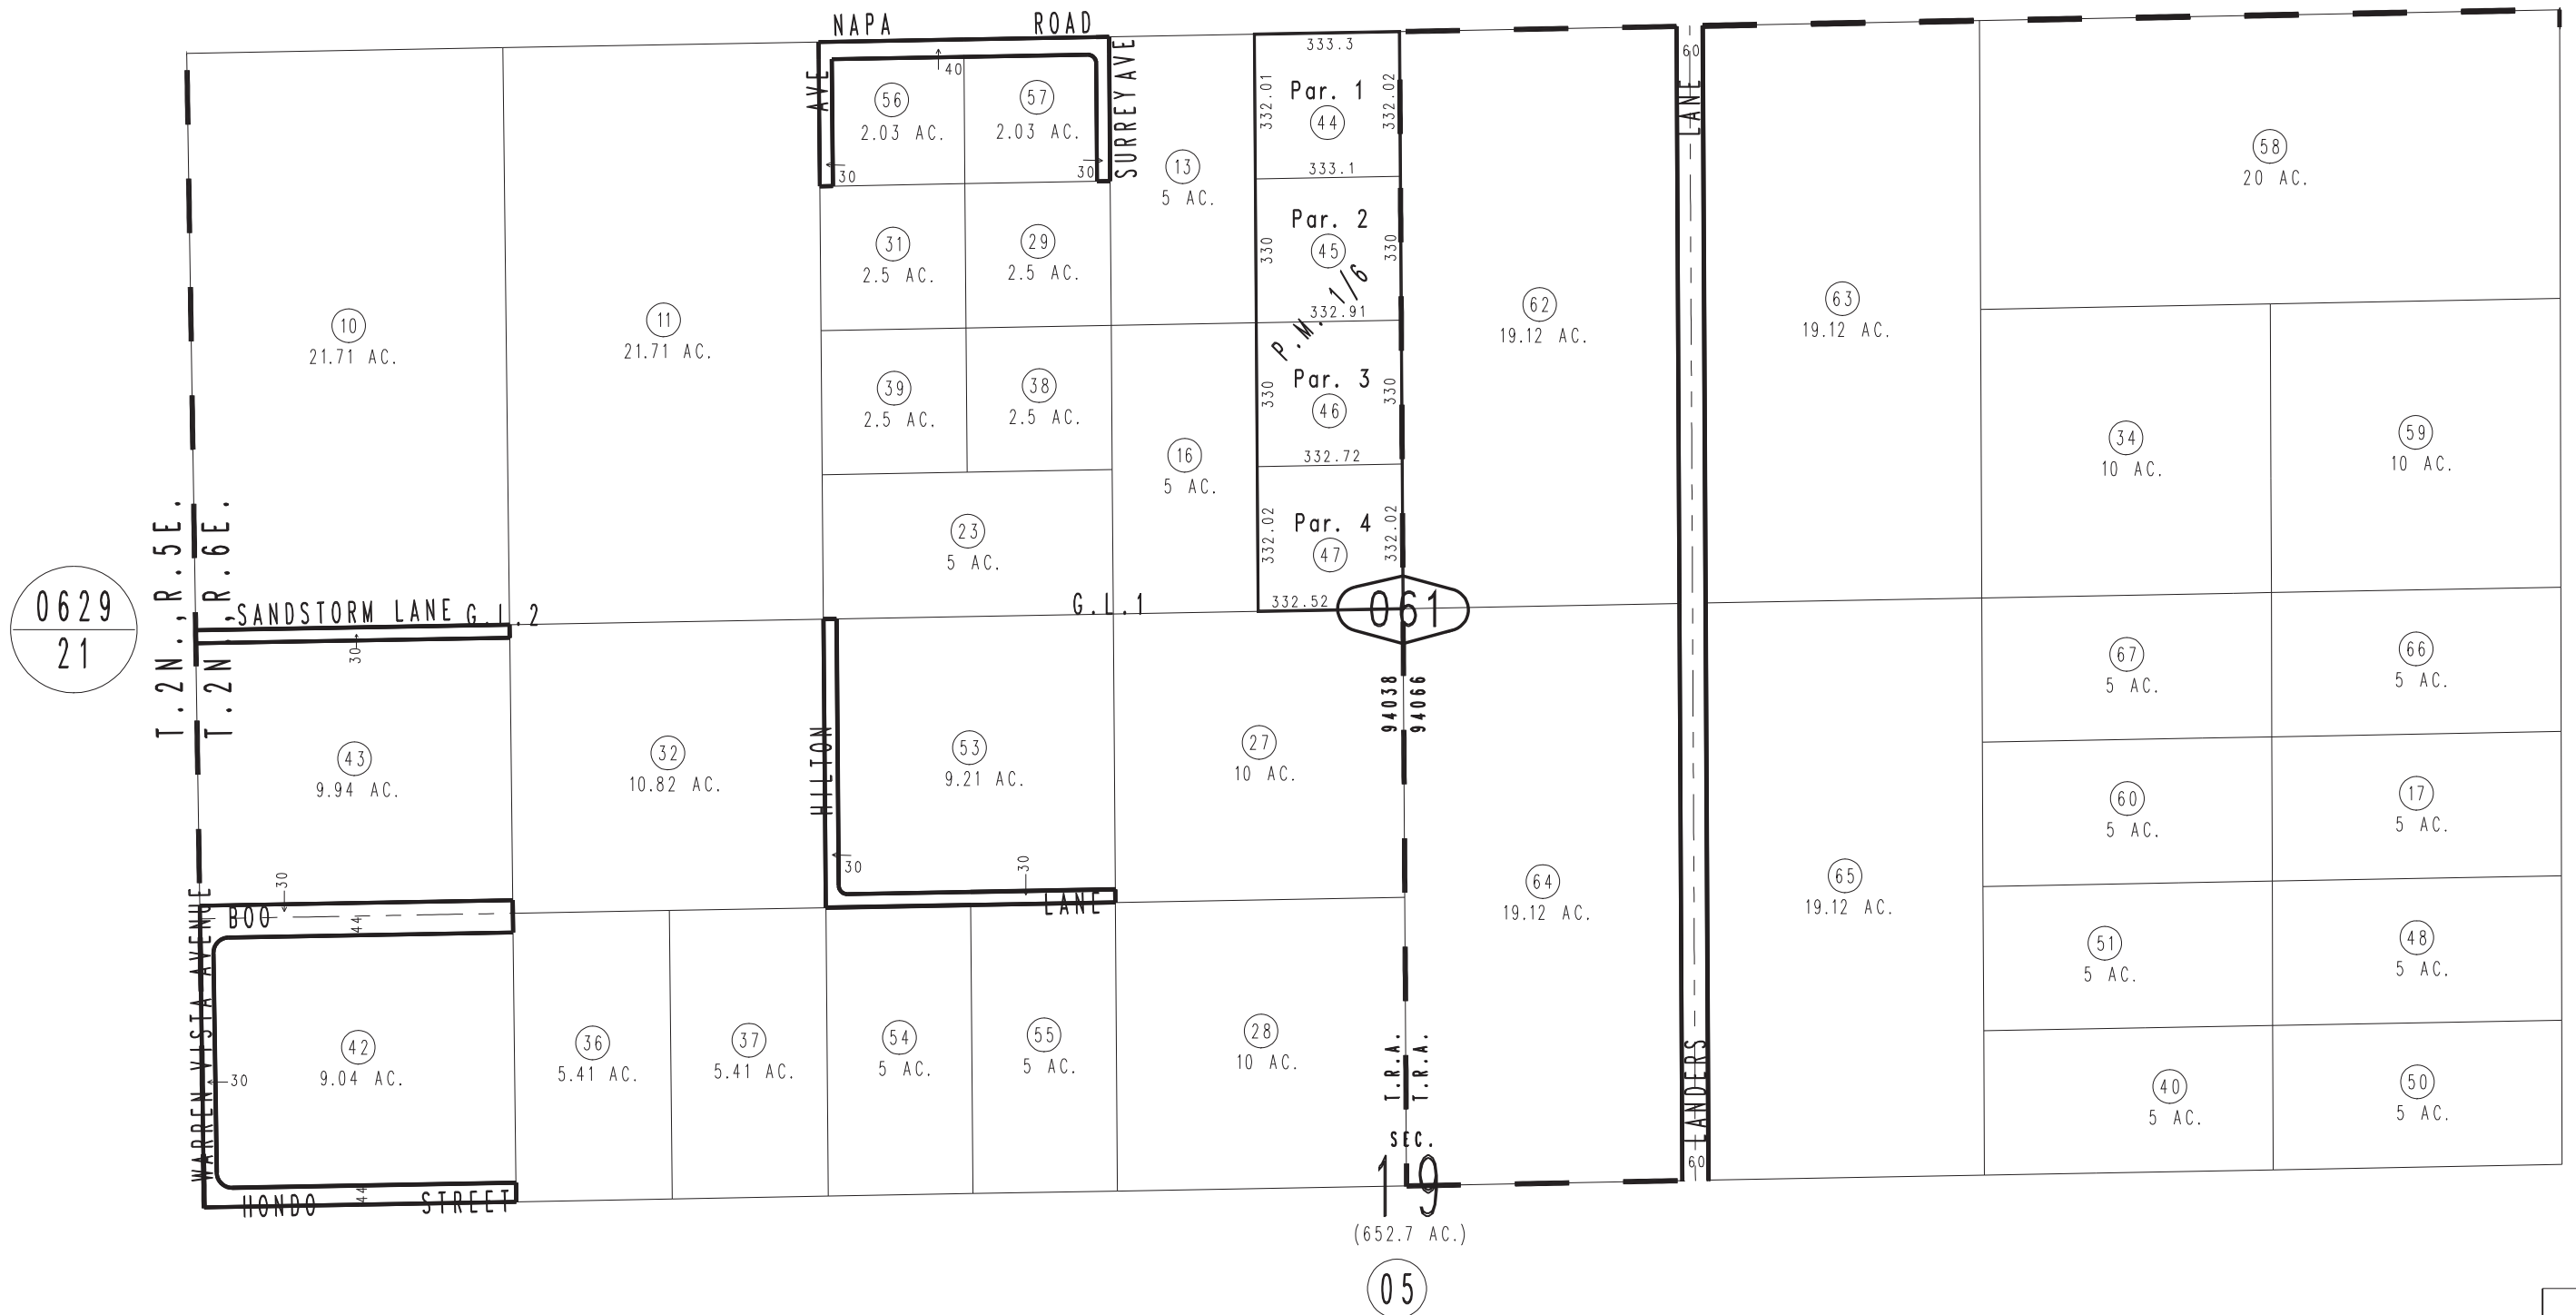 NAPA ROAD
AVE
SURREY AVE
40
30
30
56
2.03 AC.
57
2.03 AC.
333.3
332.01
Par. 1
44
332.02
333.1
60
LANE
58
20 AC.
13
5 AC.
Par. 2
45
330
330
332.91
P.M. 1/6
31
2.5 AC.
29
2.5 AC.
10
21.71 AC.
11
21.71 AC.
62
19.12 AC.
63
19.12 AC.
39
2.5 AC.
38
2.5 AC.
Par. 3
46
330
330
332.72
16
5 AC.
34
10 AC.
59
10 AC.
23
5 AC.
Par. 4
47
332.02
332.02
332.52
T.2N., R.5E.
T.2N., R.6E.
0629
21
SANDSTORM LANE
G.L.2
G.L.1
061
30
67
5 AC.
66
5 AC.
94038
94066
43
9.94 AC.
32
10.82 AC.
HILTON
53
9.21 AC.
27
10 AC.
60
5 AC.
17
5 AC.
30
30
LANE
30
BOO
44
64
19.12 AC.
65
19.12 AC.
51
5 AC.
48
5 AC.
WARREN VISTA AVENUE
42
9.04 AC.
30
36
5.41 AC.
37
5.41 AC.
54
5 AC.
55
5 AC.
28
10 AC.
T.R.A.
T.R.A.
LANDERS
60
40
5 AC.
50
5 AC.
HONDO STREET
44
SEC.
19
(652.7 AC.)
05